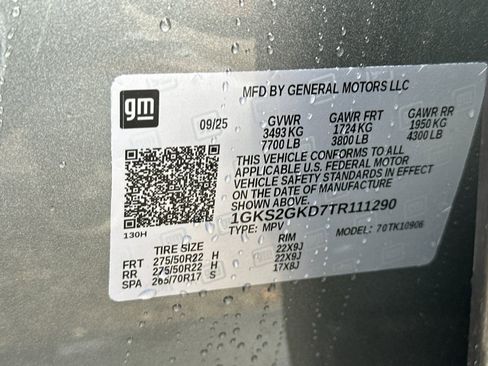 MFD BY GENERAL MOTORS LLC
gm
09/25 GVWR GAWR FRT GAWR RR
3493 KG 1724 KG 1950 KG
7700 LB 3800 LB 4300 LB
THIS VEHICLE CONFORMS TO ALL
APPLICABLE U.S. FEDERAL MOTOR
VEHICLE SAFETY STANDARDS IN EFFECT
ON THE DATE OF MANUFACTURE
SHOWN ABOVE.
1GKS2GKD7TR111290
130H TYPE: MPV MODEL: 70TK10906
TIRE SIZE RIM
FRT 275/50R22 H 22X9J
RR 275/50R22 H 22X9J
SPA 265/70R17 S 17X8J